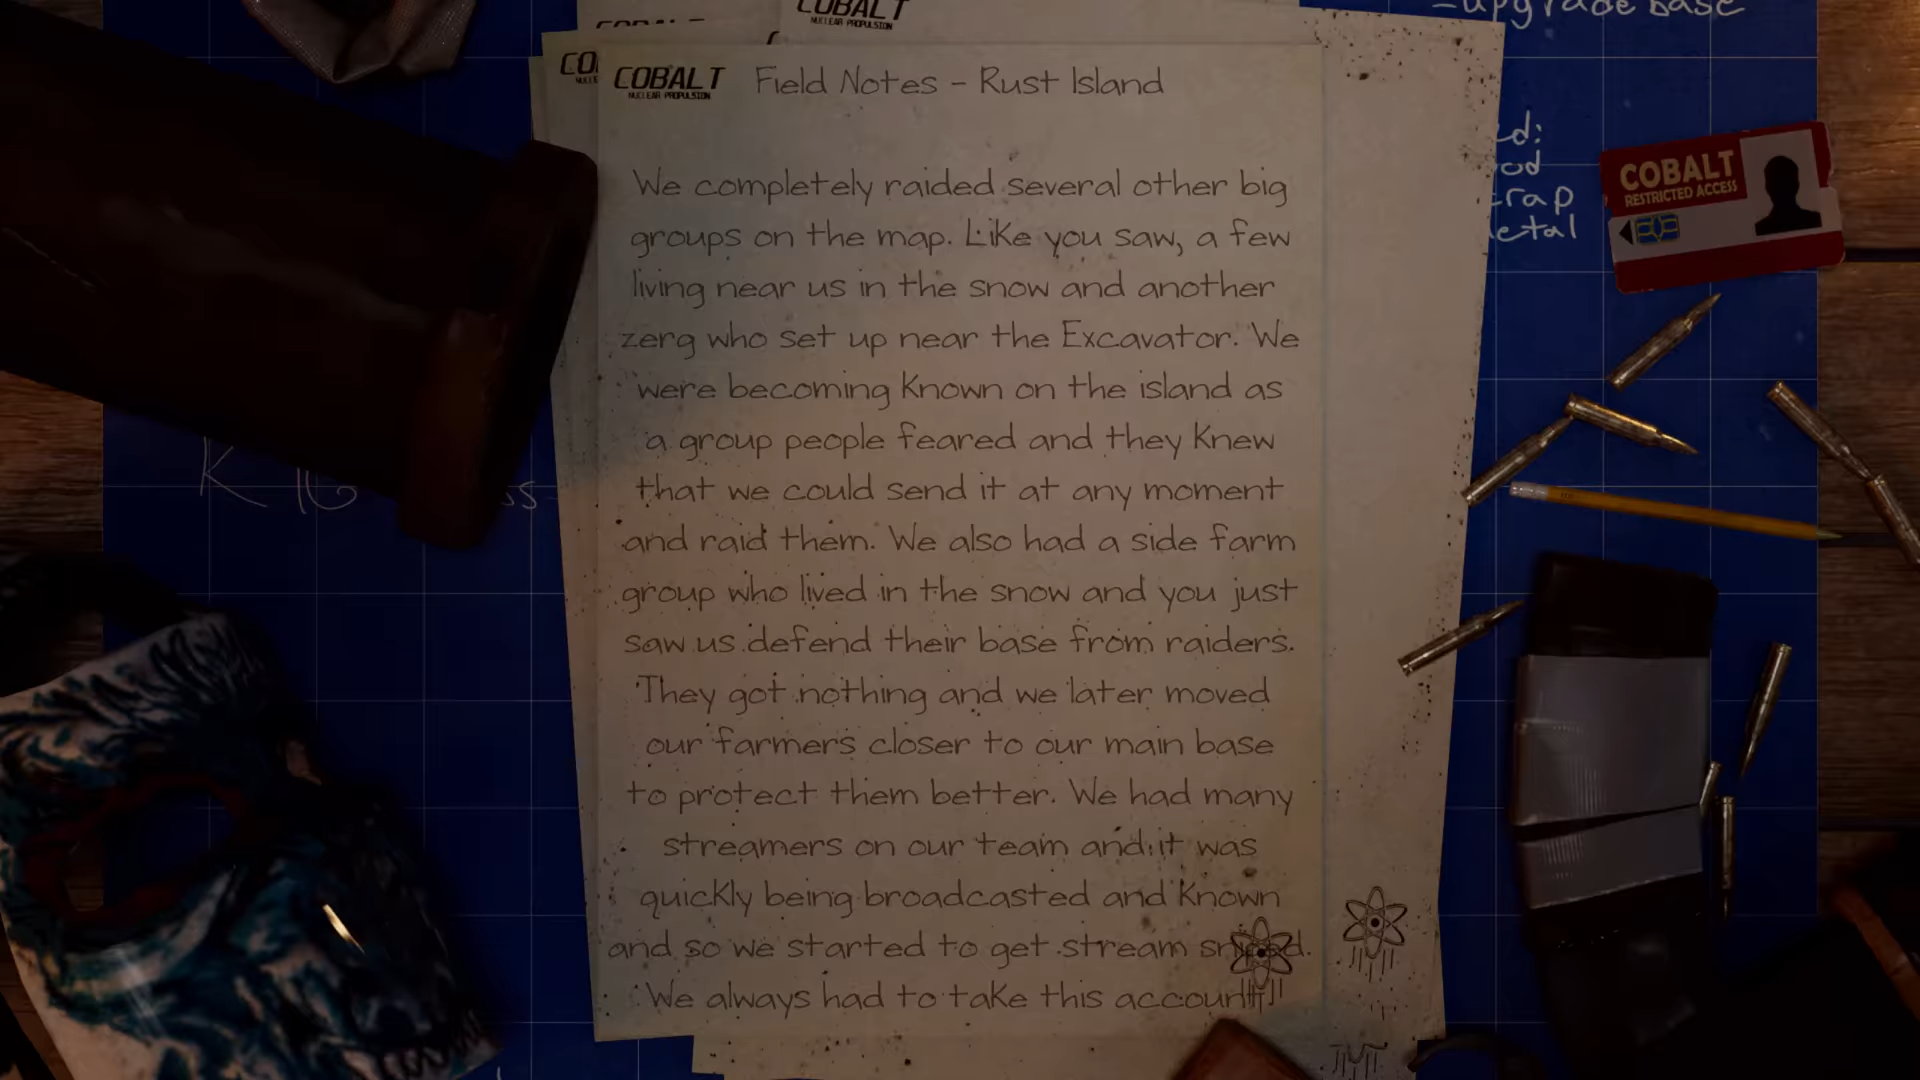 COBALT
NUCLEAR PROPULSION
=upgrade base
COBALT
NUCLEAR PROPULSION
Field Notes - Rust Island
We completely raided several other big
groups on the map. Like you saw, a few
living near us in the snow and another
zerg who set up near the Excavator. We
were becoming known on the island as
a group people feared and they knew
that we could send it at any moment
and raid them. We also had a side farm
group who lived in the snow and you just
saw us defend their base from raiders.
They got nothing and we later moved
our farmers closer to our main base
to protect them better. We had many
streamers on our team and it was
quickly being broadcasted and known
and so we started to get stream
We always had to take this account
COBALT
RESTRICTED ACCESS